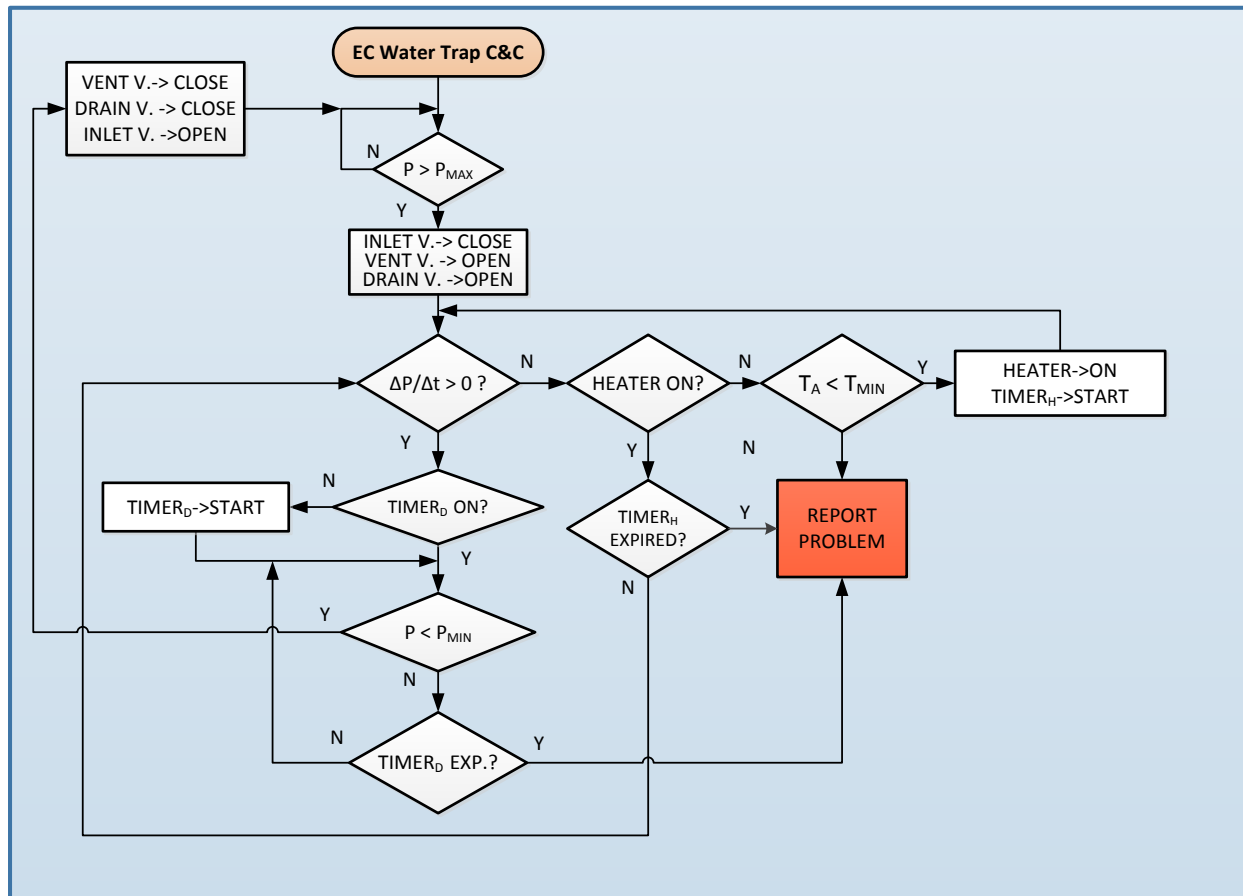 EC Water Trap C&C
VENT V.-> CLOSE
DRAIN V. -> CLOSE
INLET V. ->OPEN
N
P > PMAX
Y
INLET V.-> CLOSE
VENT V.-> OPEN
DRAIN V. ->OPEN
ΔP/Δt > 0 ?
N
HEATER ON?
N
TA < TMIN
Y
HEATER->ON
TIMERH->START
Y
Y
N
N
TIMERD->START
TIMERD ON?
TIMERH
EXPIRED?
Y
REPORT
PROBLEM
Y
N
Y
P < PMIN
N
N
TIMERD EXP.?
Y